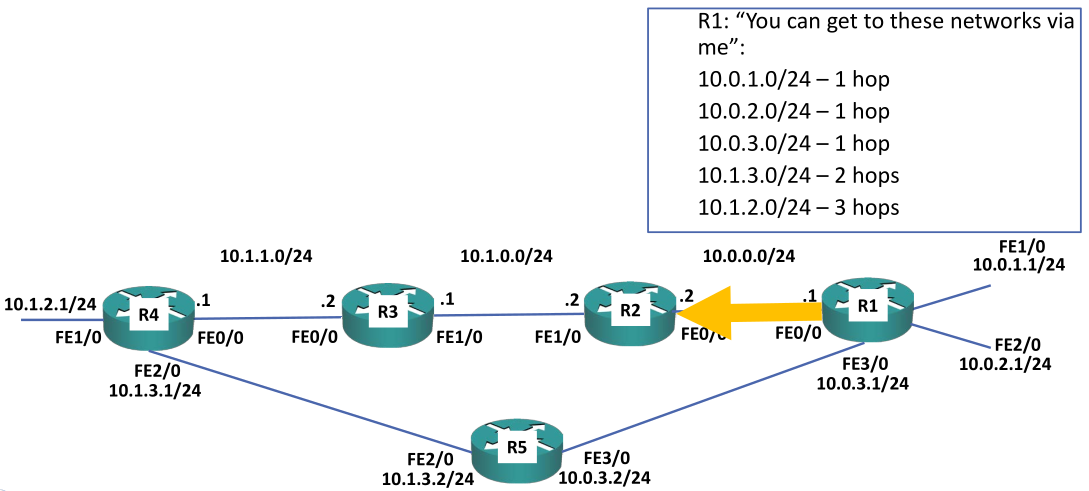 R1: “You can get to these networks via
me”:
10.0.1.0/24 – 1 hop
10.0.2.0/24 – 1 hop
10.0.3.0/24 – 1 hop
10.1.3.0/24 – 2 hops
10.1.2.0/24 – 3 hops
10.1.1.0/24
10.1.0.0/24
10.0.0.0/24
FE1/0
10.0.1.1/24
10.1.2.1/24
FE1/0
R4
.1
FE0/0
.2
FE0/0
R3
.1
FE1/0
.2
FE1/0
R2
.2
FE0/0
.1
FE0/0
R1
FE2/0
10.0.2.1/24
FE2/0
10.1.3.1/24
FE3/0
10.0.3.1/24
R5
FE2/0
10.1.3.2/24
FE3/0
10.0.3.2/24